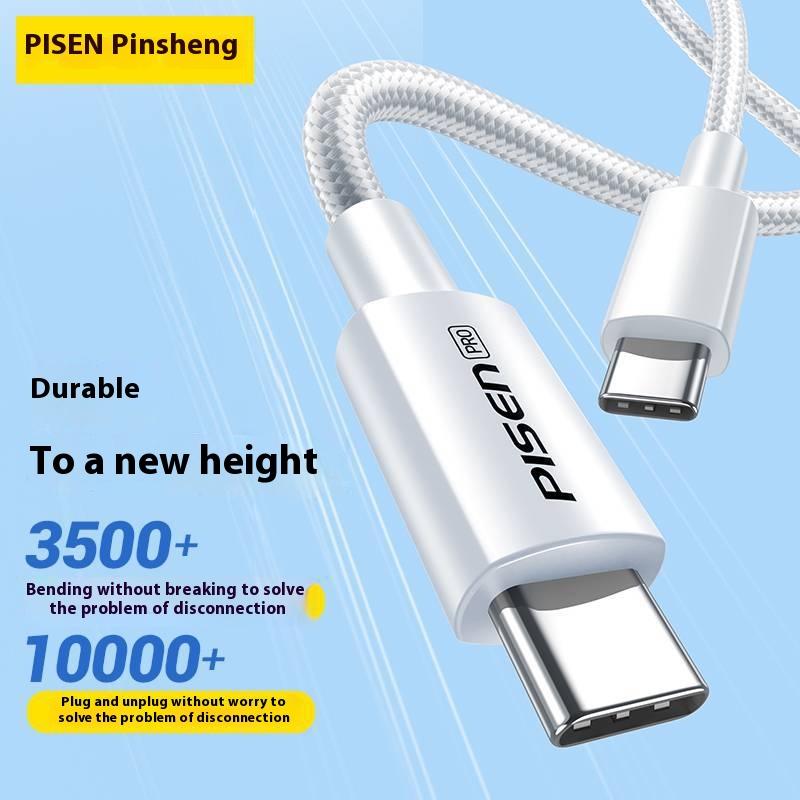 PISEN Pinsheng
PISEN PRO
Durable
To a new height
3500+
Bending without breaking to solve
the problem of disconnection
10000+
Plug and unplug without worry to
solve the problem of disconnection